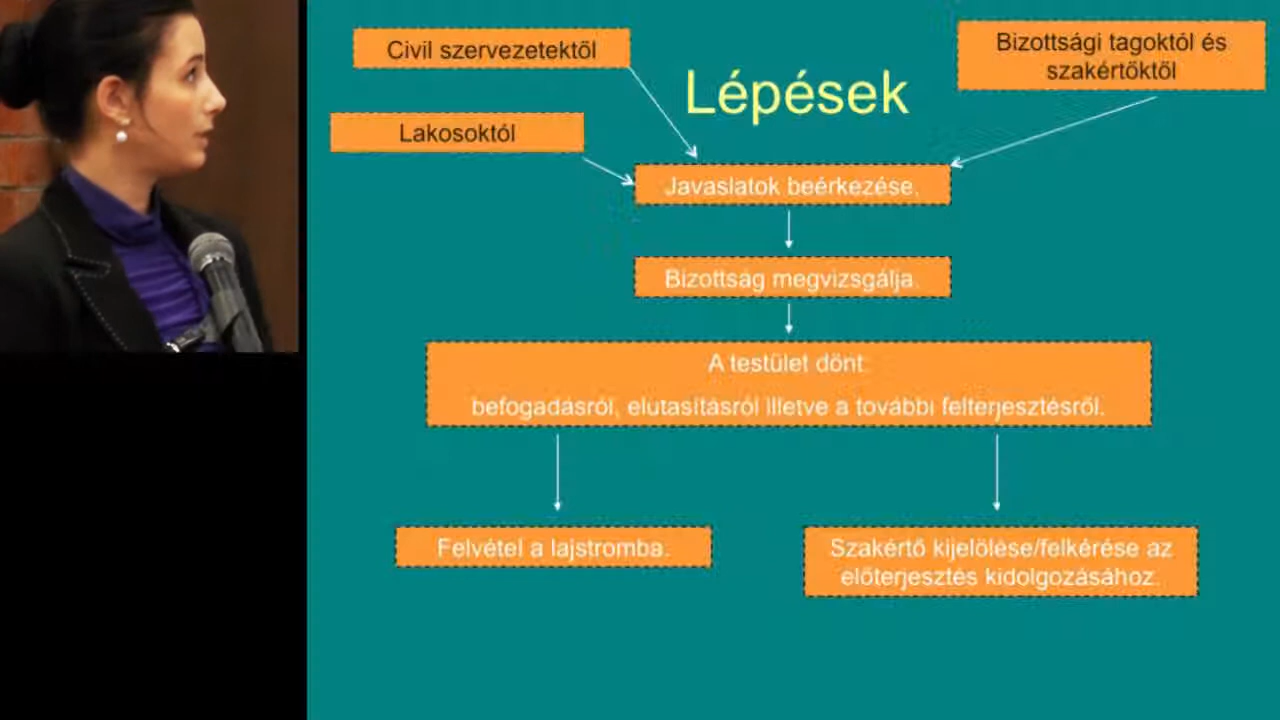 Civil szervezetektől
Bizottsági tagoktól és
szakértőktől
Lépések
Lakosoktól
Javaslatok beérkezése.
Bizottság megvizsgálja.
A testület dönt:
befogadásról, elutasításról illetve a további felterjesztésről.
Felvétel a lajstromba.
Szakértő kijelölése/felkérése az
előterjesztés kidolgozásához.